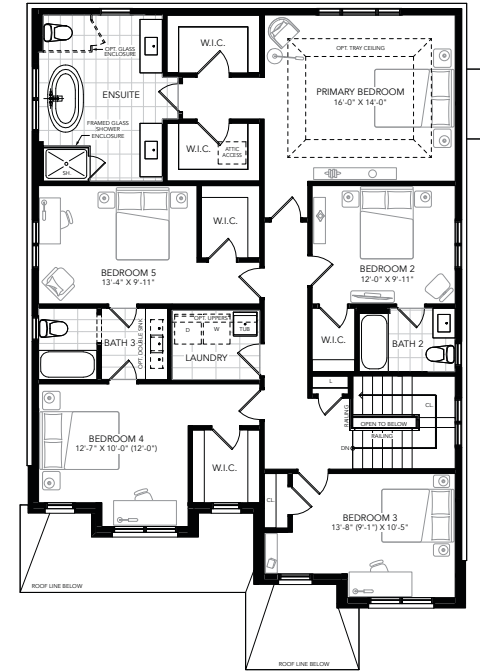 OPT. GLASS
ENCLOSURE
W.I.C.
OPT. TRAY CEILING
ENSUITE
PRIMARY BEDROOM
16'-0" X 14'-0"
FRAMED GLASS
SHOWER
ENCLOSURE
W.I.C.
ATTIC
ACCESS
SH.
W.I.C.
BEDROOM 5
13'-4" X 9'-11"
BEDROOM 2
12'-0" X 9'-11"
BATH 3
OPT. DOUBLE SINK
OPT. UPPERS
D
W
TUB
LAUNDRY
W.I.C.
BATH 2
L
RAILING
CL.
OPEN TO BELOW
RAILING
DN
BEDROOM 4
12'-7" X 10'-0" (12'-0")
W.I.C.
CL.
BEDROOM 3
13'-8" (9'-1") X 10'-5"
ROOF LINE BELOW
ROOF LINE BELOW